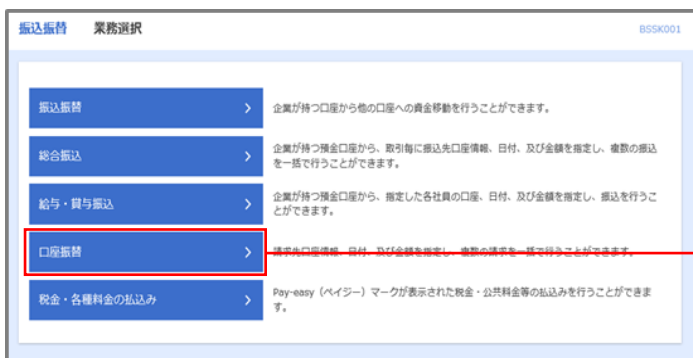 振込振替 業務選択 BSSK001
振込振替
企業が持つ口座から他の口座への資金移動を行うことができます。
総合振込
企業が持つ預金口座から、取引毎に振込先口座情報、日付、及び金額を指定し、複数の振込
を一括で行うことができます。
給与・賞与振込
企業が持つ預金口座から、指定した各社員の口座、日付、及び金額を指定し、振込を行うこ
とができます。
口座振替
請求先口座情報、日付、及び金額を指定し、複数の請求を一括で行うことができます。
税金・各種料金の払込み
Pay-easy（ペイジー）マークが表示された税金・公共料金等の払込みを行うことができま
す。